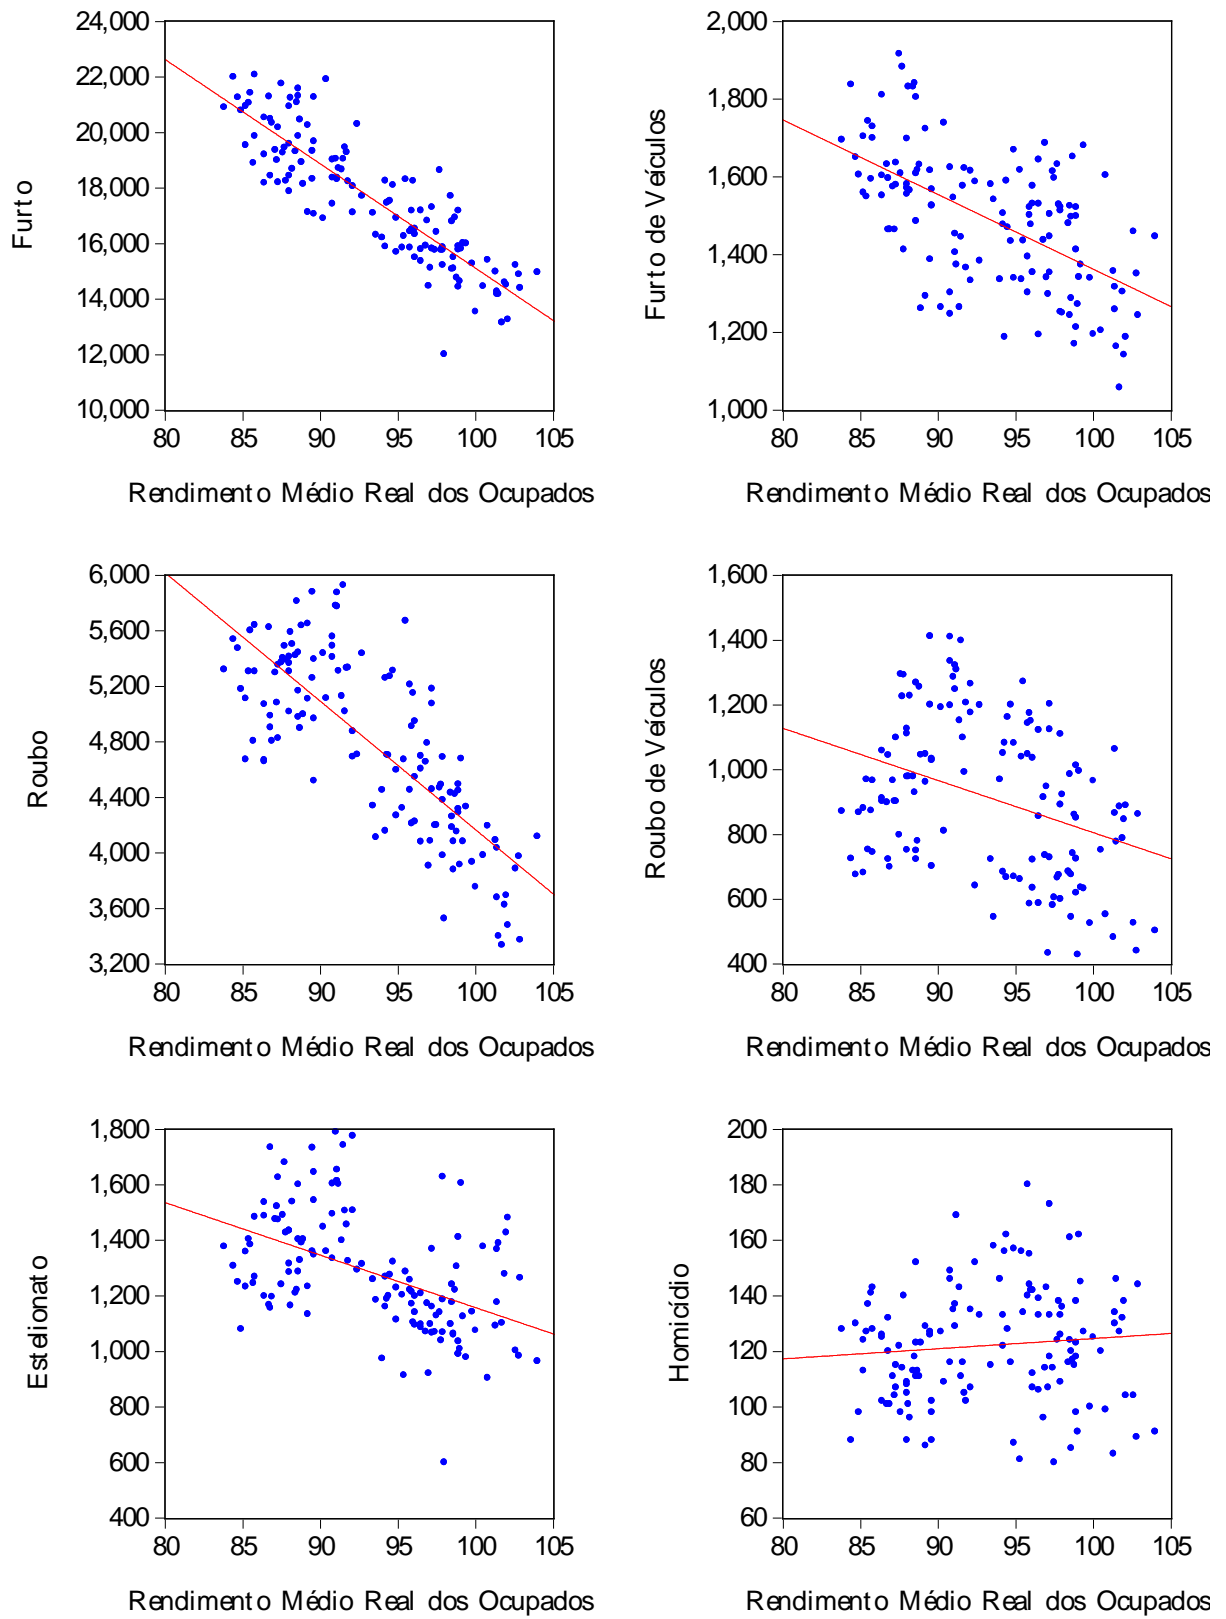 24,000
22,000
20,000
18,000
16,000
14,000
12,000
10,000
Furto
80 85 90 95 100 105
Rendimento Médio Real dos Ocupados
2,000
1,800
1,600
1,400
1,200
1,000
Furto de Veículos
80 85 90 95 100 105
Rendimento Médio Real dos Ocupados
6,000
5,600
5,200
4,800
4,400
4,000
3,600
3,200
Roubo
80 85 90 95 100 105
Rendimento Médio Real dos Ocupados
1,600
1,400
1,200
1,000
800
600
400
Roubo de Veículos
80 85 90 95 100 105
Rendimento Médio Real dos Ocupados
1,800
1,600
1,400
1,200
1,000
800
600
400
Estelionato
80 85 90 95 100 105
Rendimento Médio Real dos Ocupados
200
180
160
140
120
100
80
60
Homicídio
80 85 90 95 100 105
Rendimento Médio Real dos Ocupados